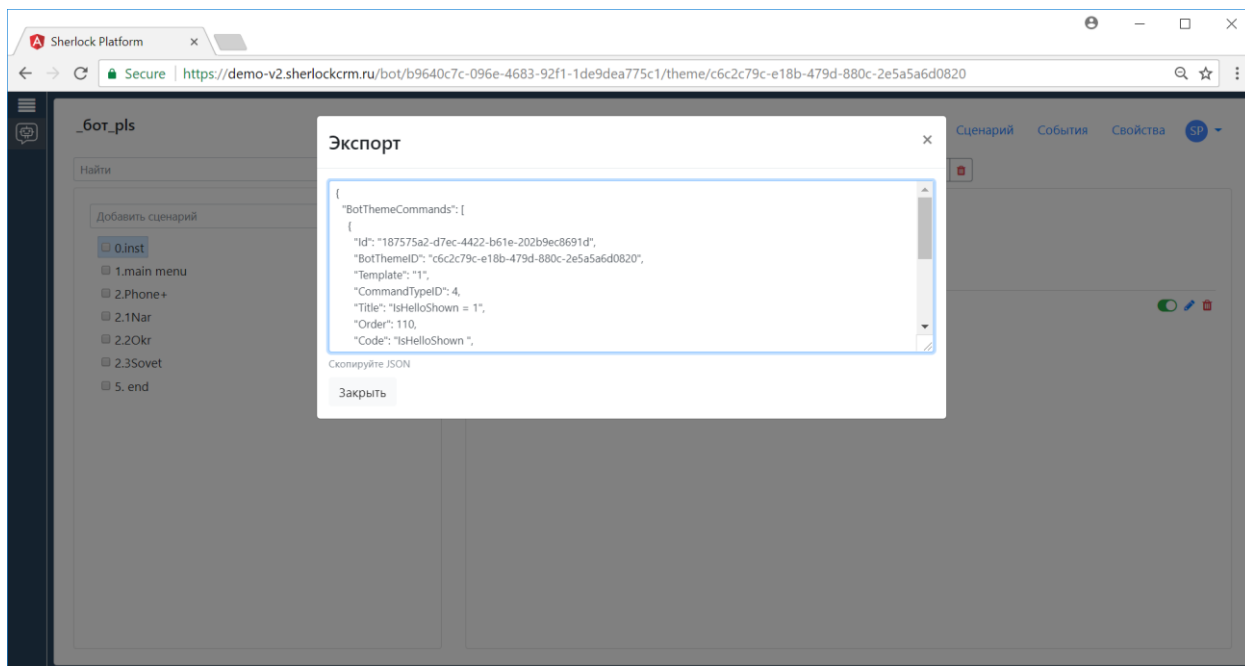 Sherlock Platform
Secure | https://demo-v2.sherlockcrm.ru/bot/b9640c7c-096e-4683-92f1-1de9dea775c1/theme/c6c2c79c-e18b-479d-880c-2e5a5a6d0820
_бот_pls
Сценарий События Свойства SP
Найти
Добавить сценарий
0.inst
1.main menu
2.Phone+
2.1Nar
2.2Okr
2.3Sovet
5. end
Экспорт
{
"BotThemeCommands": [
{
"Id": "187575a2-d7ec-4422-b61e-202b9ec8691d",
"BotThemeID": "c6c2c79c-e18b-479d-880c-2e5a5a6d0820",
"Template": "1",
"CommandTypeID": 4,
"Title": "IsHelloShown = 1",
"Order": 110,
"Code": "IsHelloShown ",
Скопируйте JSON
Закрыть